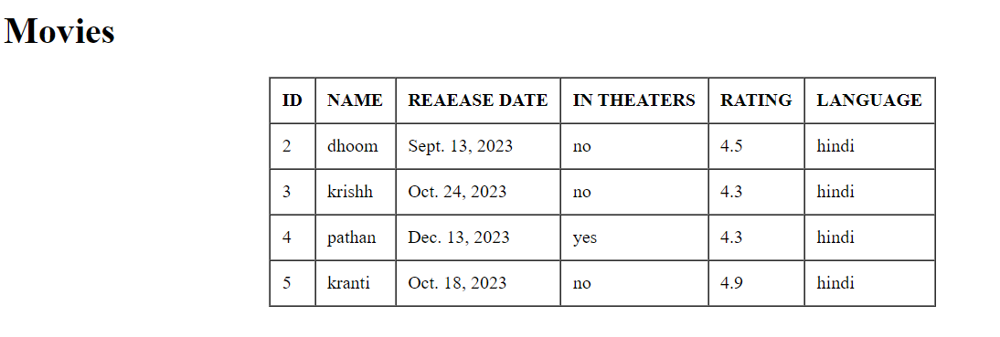 Movies
ID NAME REAEASE DATE IN THEATERS RATING LANGUAGE
2 dhoom Sept. 13, 2023 no 4.5 hindi
3 krishh Oct. 24, 2023 no 4.3 hindi
4 pathan Dec. 13, 2023 yes 4.3 hindi
5 kranti Oct. 18, 2023 no 4.9 hindi